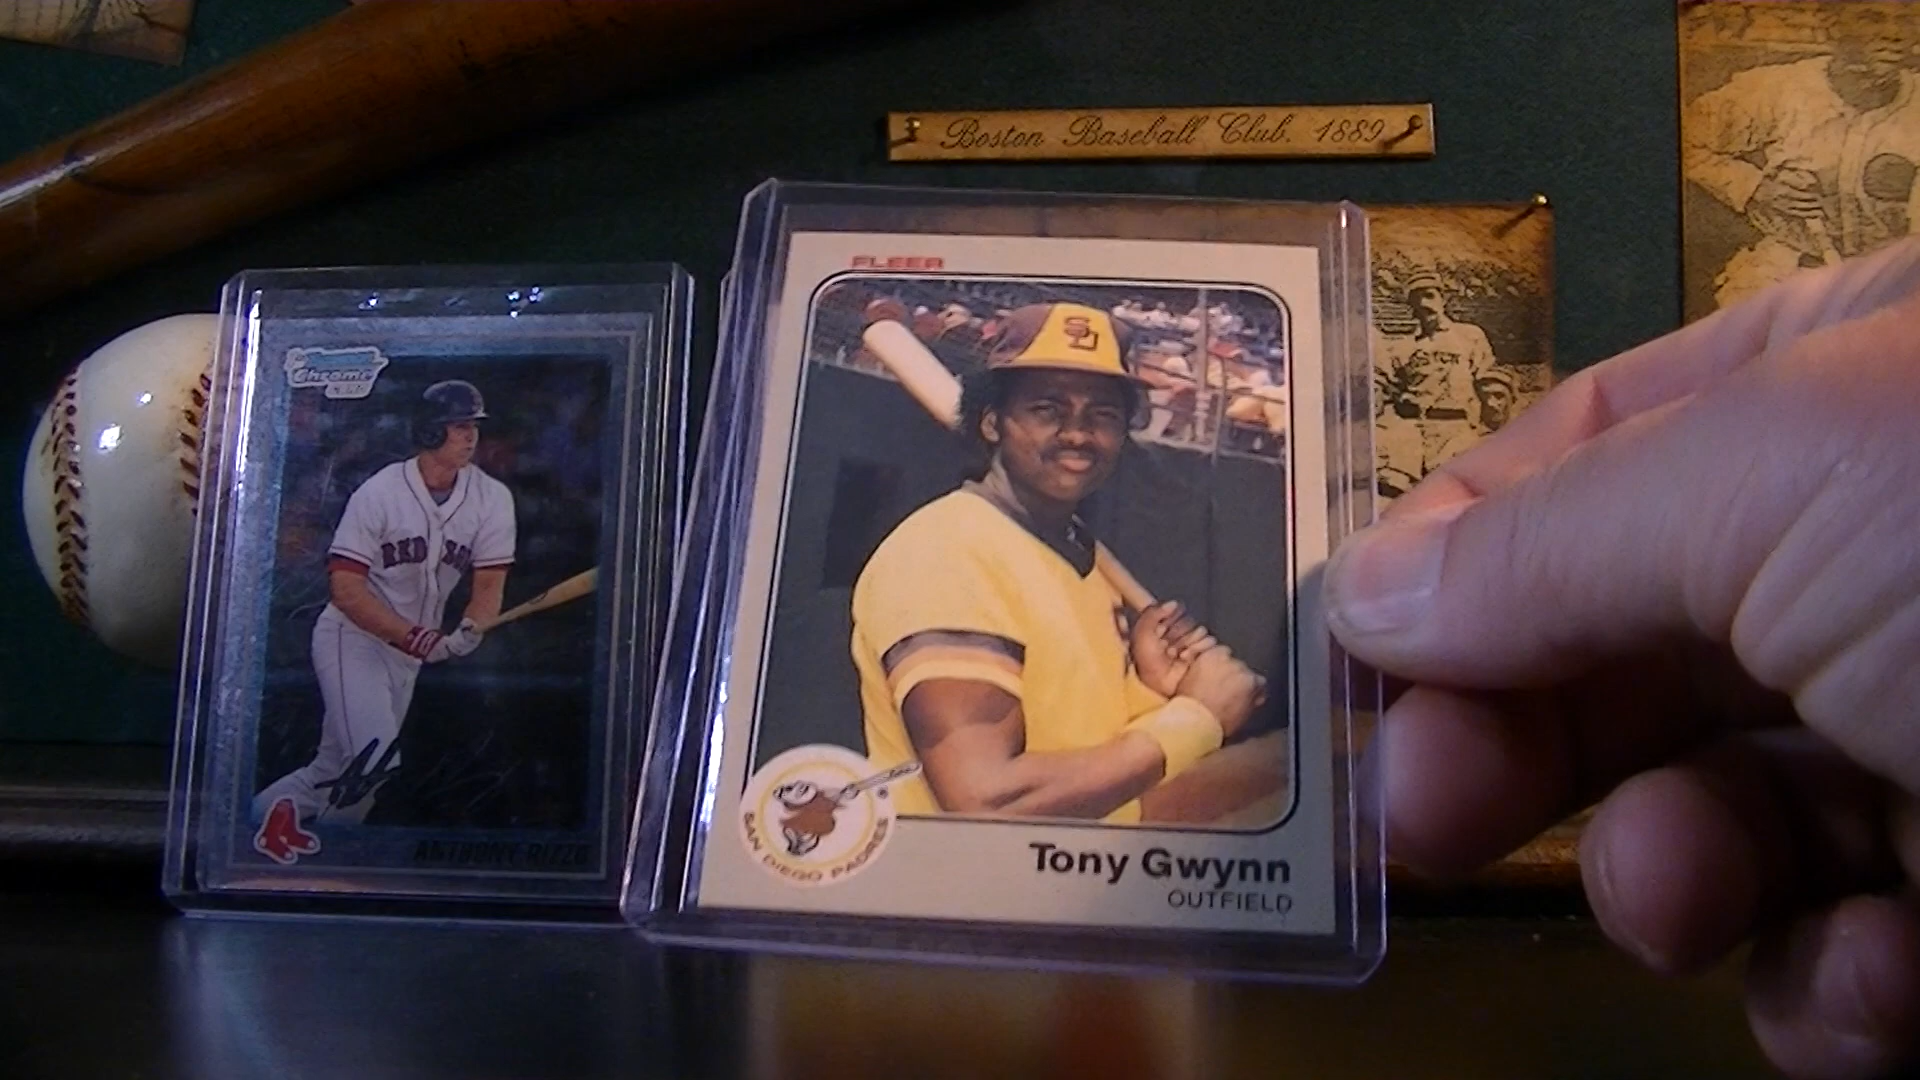 Boston Baseball Club. 1889
FLEER
SD
Chrome
RED SOX
SAN DIEGO PADRES
ANTHONY RIZZO
Tony Gwynn
OUTFIELD